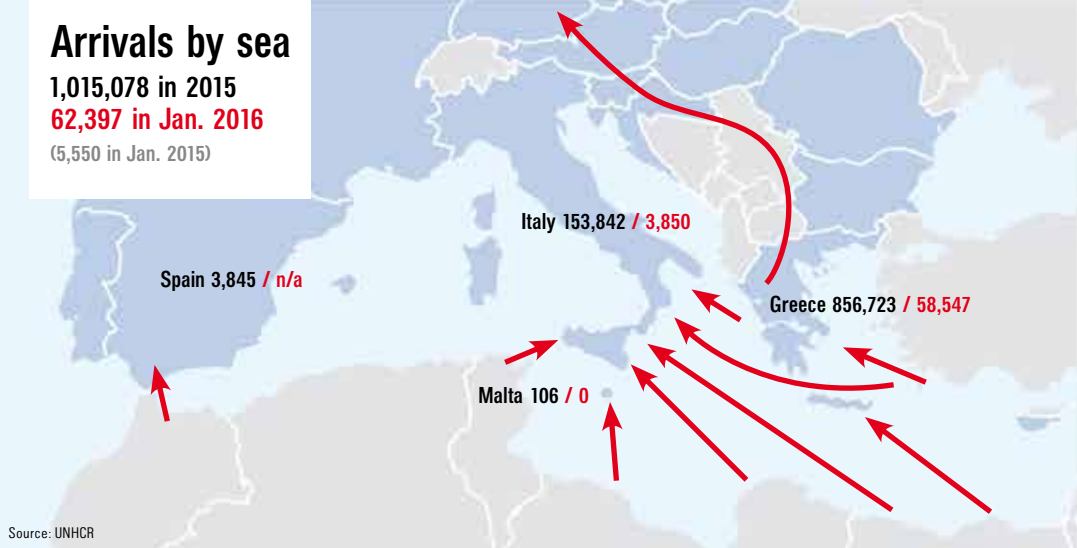 Arrivals by sea
1,015,078 in 2015
62,397 in Jan. 2016
(5,550 in Jan. 2015)
Italy 153,842 / 3,850
Spain 3,845 / n/a
Greece 856,723 / 58,547
Malta 106 / 0
Source: UNHCR